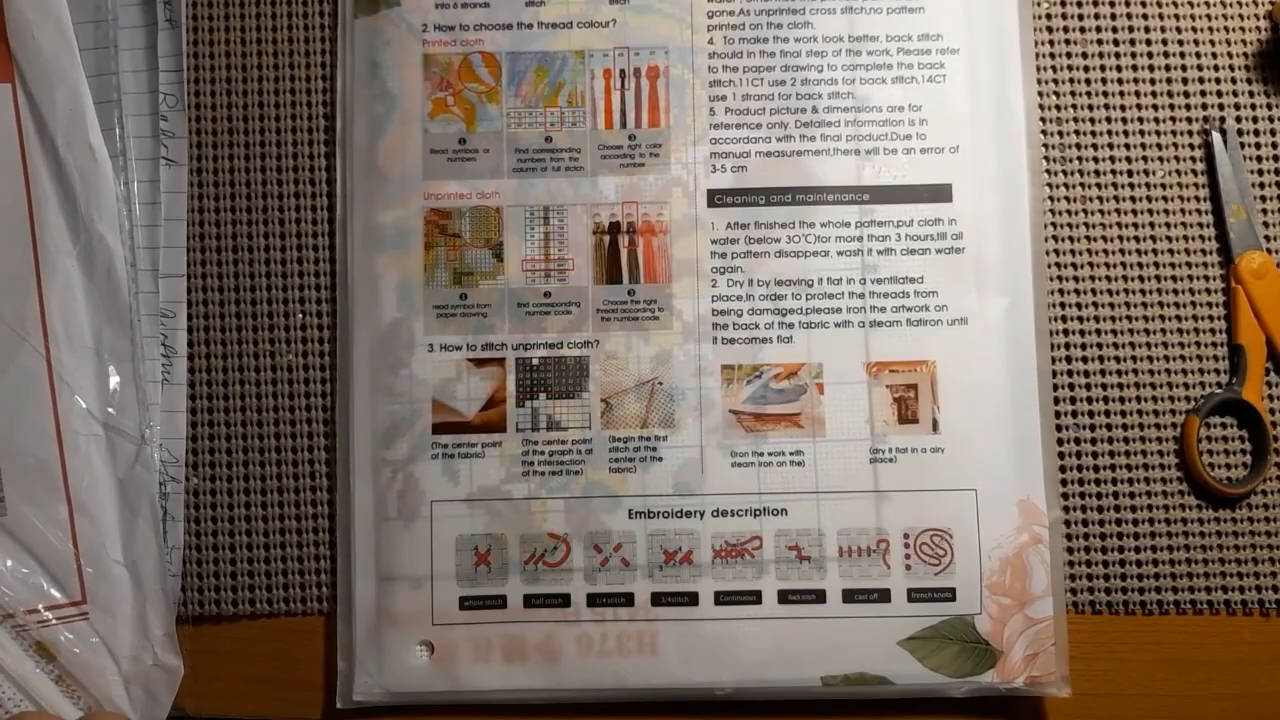 into 6 strands
stitch
stitch
2. How to choose the thread colour?
Printed cloth
1
Read symbols or
numbers
2
Find corresponding
numbers from the
column of full stitch
3
Choose right color
according to the
number
Unprinted cloth
1
read symbol from
paper drawing
2
find corresponding
number code.
3
Choose the right
thread according to
the number code.
3. How to stitch unprinted cloth?
(The center point
of the fabric)
(The center point
of the graph is at
the intersection
of the red line)
(Begin the first
stitch at the
center of the
fabric)
gone.As unprinted cross stitch,no pattern
printed on the cloth.
4. To make the work look better, back stitch
should in the final step of the work, Please refer
to the paper drawing to complete the back
stitch.11CT use 2 strands for back stitch,14CT
use 1 strand for back stitch.
5. Product picture & dimensions are for
reference only. Detailed information is in
accordana with the final product.Due to
manual measurement,there will be an error of
3-5 cm
Cleaning and maintenance
1. After finished the whole pattern,put cloth in
water (below 30℃)for more than 3 hours,till all
the pattern disappear, wash it with clean water
again.
2. Dry it by leaving it flat in a ventilated
place,in order to protect the threads from
being damaged,please iron the artwork on
the back of the fabric with a steam flatiron until
it becomes flat.
(Iron the work with
steam iron on the)
(dry it flat in a airy
place)
Embroidery description
whole stitch
half stitch
1/4 stitch
3/4stitch
Continuous
Back stitch
cast off
french knots